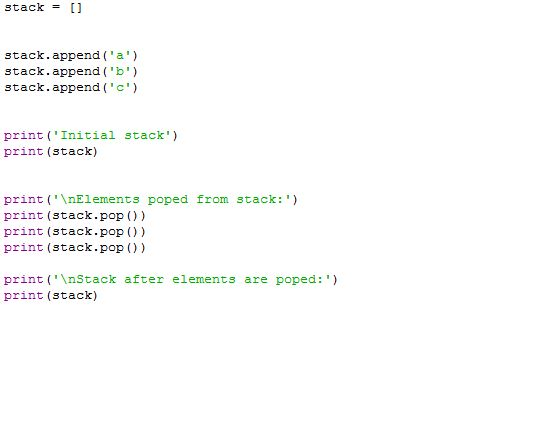 stack = []
stack.append('a')
stack.append('b')
stack.append('c')
print('Initial stack')
print(stack)
print('\nElements poped from stack:')
print(stack.pop())
print(stack.pop())
print(stack.pop())
print('\nStack after elements are poped:')
print(stack)